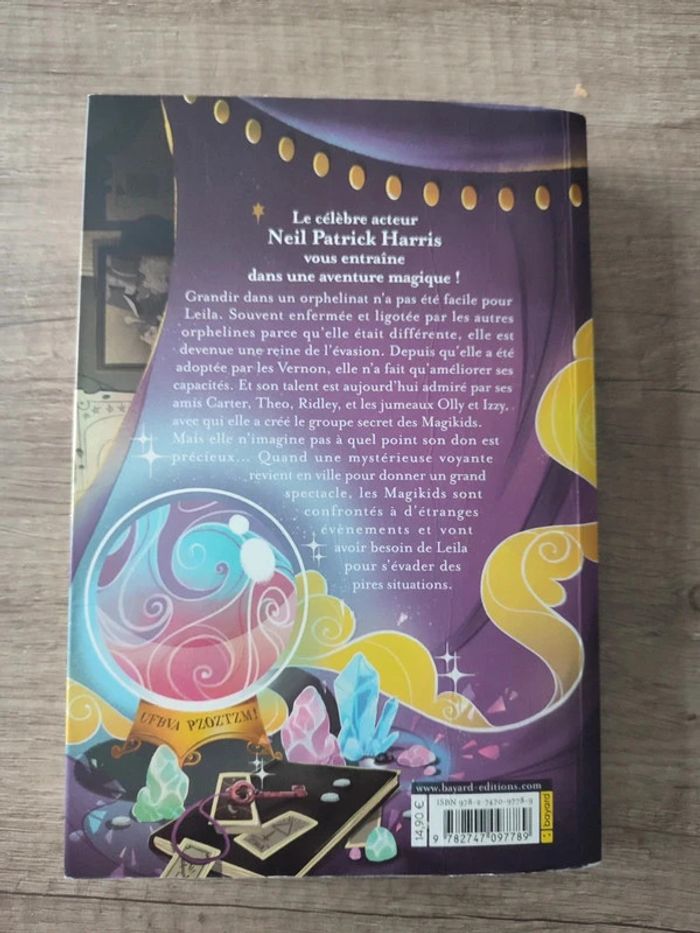 Le célèbre acteur
Neil Patrick Harris
vous entraîne
dans une aventure magique !
Grandir dans un orphelinat n'a pas été facile pour
Leila. Souvent enfermée et ligotée par les autres
orphelines parce qu'elle était différente, elle est
devenue une reine de l'évasion. Depuis qu'elle a été
adoptée par les Vernon, elle n'a fait qu'améliorer ses
capacités. Et son talent est aujourd'hui admiré par ses
amis Carter, Theo, Ridley, et les jumeaux Olly et Izzy,
avec qui elle a créé le groupe secret des Magikids.
Mais elle n'imagine pas à quel point son don est
précieux... Quand une mystérieuse voyante
revient en ville pour donner un grand
spectacle, les Magikids sont
confrontés à d'étranges
évènements et vont
avoir besoin de Leila
pour s'évader des
pires situations.
UFBVA PZOZTZM!
www.bayard-editions.com
ISBN 978-2-7470-9778-9
14,90 €
9 782747 097789
bayard